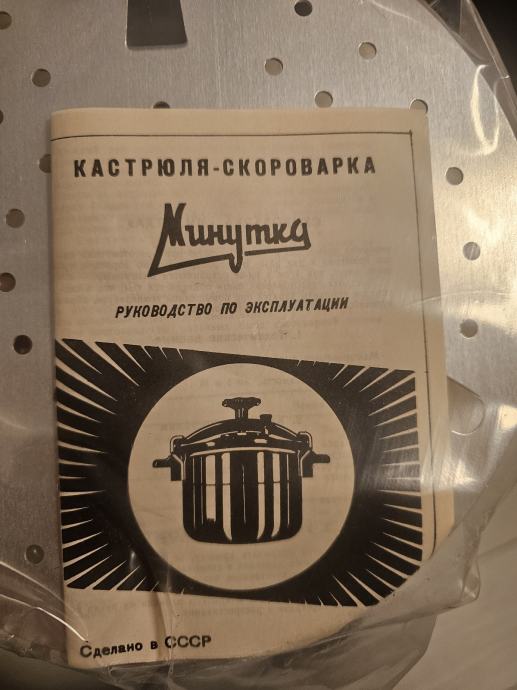 КАСТРЮЛЯ-СКОРОВАРКА
Минутка
РУКОВОДСТВО ПО ЭКСПЛУАТАЦИИ
Сделано в СССР